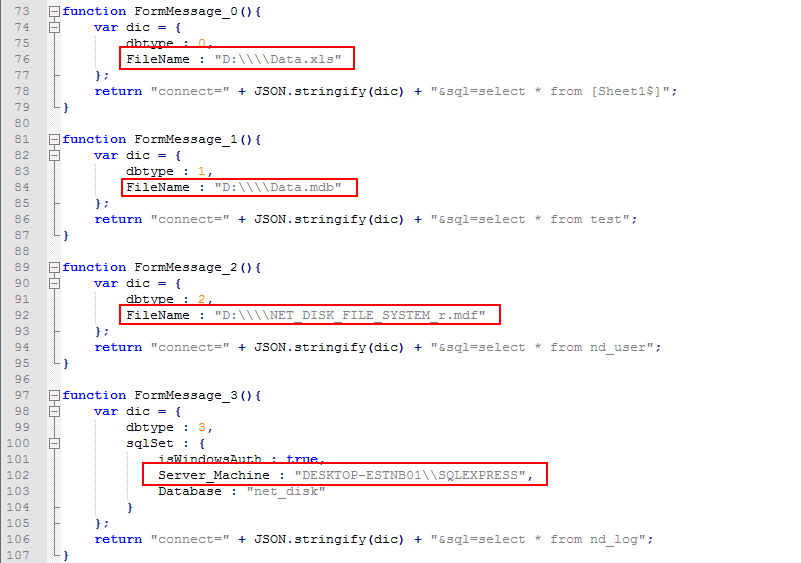 73 function FormMessage_0(){
74 var dic = {
75 dbtype : 0,
76 FileName : "D:\\\\Data.xls"
77 };
78 return "connect=" + JSON.stringify(dic) + "&sql=select * from [Sheet1$]";
79 }
80
81 function FormMessage_1(){
82 var dic = {
83 dbtype : 1,
84 FileName : "D:\\\\Data.mdb"
85 };
86 return "connect=" + JSON.stringify(dic) + "&sql=select * from test";
87 }
88
89 function FormMessage_2(){
90 var dic = {
91 dbtype : 2,
92 FileName : "D:\\\\NET_DISK_FILE_SYSTEM_r.mdf"
93 };
94 return "connect=" + JSON.stringify(dic) + "&sql=select * from nd_user";
95 }
96
97 function FormMessage_3(){
98 var dic = {
99 dbtype : 3,
100 sqlSet : {
101 isWindowsAuth : true,
102 Server_Machine : "DESKTOP-ESTNB01\\SQLEXPRESS",
103 Database : "net_disk"
104 }
105 };
106 return "connect=" + JSON.stringify(dic) + "&sql=select * from nd_log";
107 }